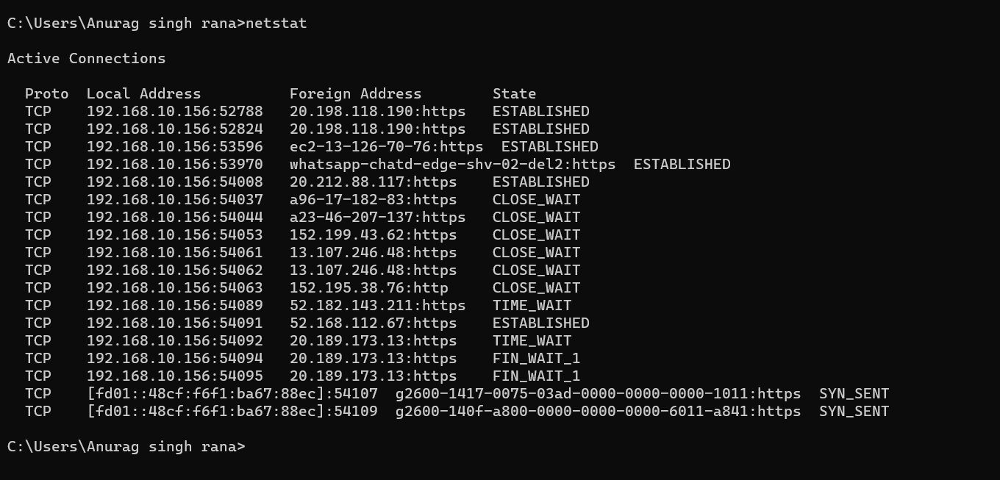 C:\Users\Anurag singh rana>netstat
Active Connections
Proto  Local Address          Foreign Address        State
TCP    192.168.10.156:52788   20.198.118.190:https   ESTABLISHED
TCP    192.168.10.156:52824   20.198.118.190:https   ESTABLISHED
TCP    192.168.10.156:53596   ec2-13-126-70-76:https  ESTABLISHED
TCP    192.168.10.156:53970   whatsapp-chatd-edge-shv-02-del2:https  ESTABLISHED
TCP    192.168.10.156:54008   20.212.88.117:https    ESTABLISHED
TCP    192.168.10.156:54037   a96-17-182-83:https    CLOSE_WAIT
TCP    192.168.10.156:54044   a23-46-207-137:https   CLOSE_WAIT
TCP    192.168.10.156:54053   152.199.43.62:https    CLOSE_WAIT
TCP    192.168.10.156:54061   13.107.246.48:https    CLOSE_WAIT
TCP    192.168.10.156:54062   13.107.246.48:https    CLOSE_WAIT
TCP    192.168.10.156:54063   152.195.38.76:http     CLOSE_WAIT
TCP    192.168.10.156:54089   52.182.143.211:https   TIME_WAIT
TCP    192.168.10.156:54091   52.168.112.67:https    ESTABLISHED
TCP    192.168.10.156:54092   20.189.173.13:https    TIME_WAIT
TCP    192.168.10.156:54094   20.189.173.13:https    FIN_WAIT_1
TCP    192.168.10.156:54095   20.189.173.13:https    FIN_WAIT_1
TCP    [fd01::48cf:f6f1:ba67:88ec]:54107  g2600-1417-0075-03ad-0000-0000-0000-1011:https  SYN_SENT
TCP    [fd01::48cf:f6f1:ba67:88ec]:54109  g2600-140f-a800-0000-0000-0000-6011-a841:https  SYN_SENT
C:\Users\Anurag singh rana>